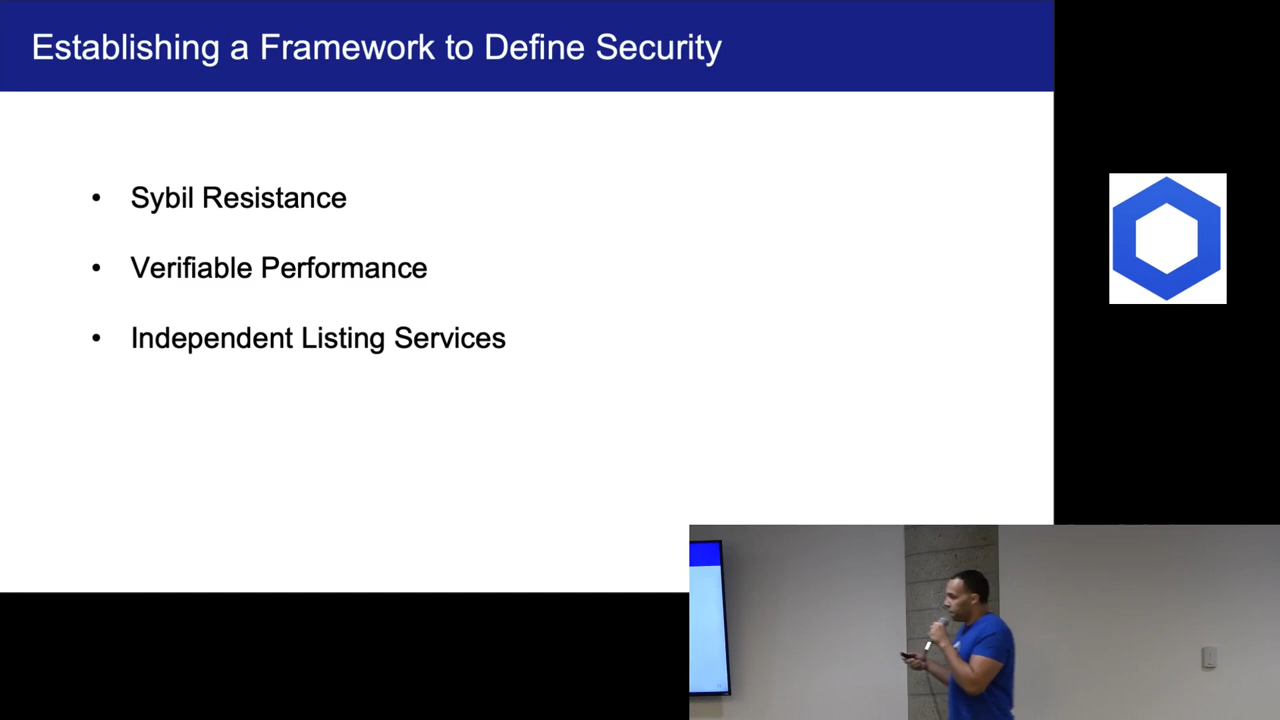 Establishing a Framework to Define Security
• Sybil Resistance
• Verifiable Performance
• Independent Listing Services